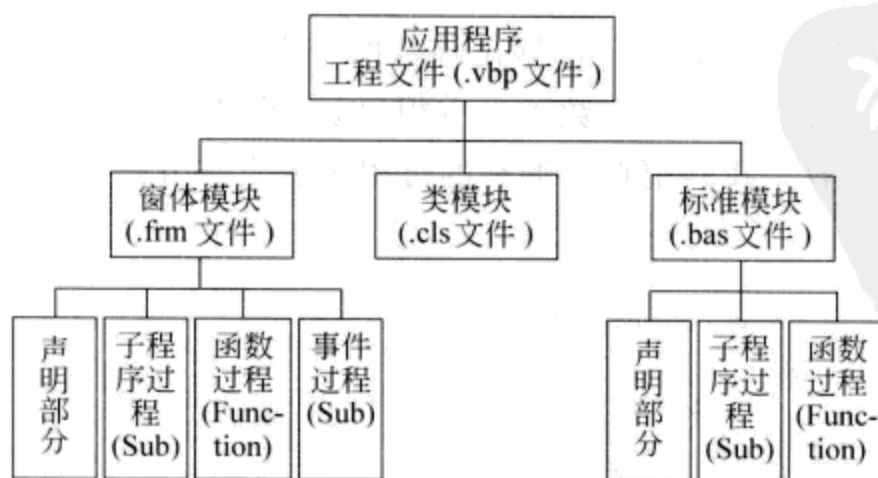 应用程序
工程文件(.vbp文件)
窗体模块
(.frm 文件)
类模块
(.cls文件)
标准模块
(.bas文件)
声
明
部
分
子程
序过
程
(Sub)
函数
过程
(Func-
tion)
事件
过程
(Sub)
声
明
部
分
子程
序过
程
(Sub)
函数
过程
(Func-
tion)